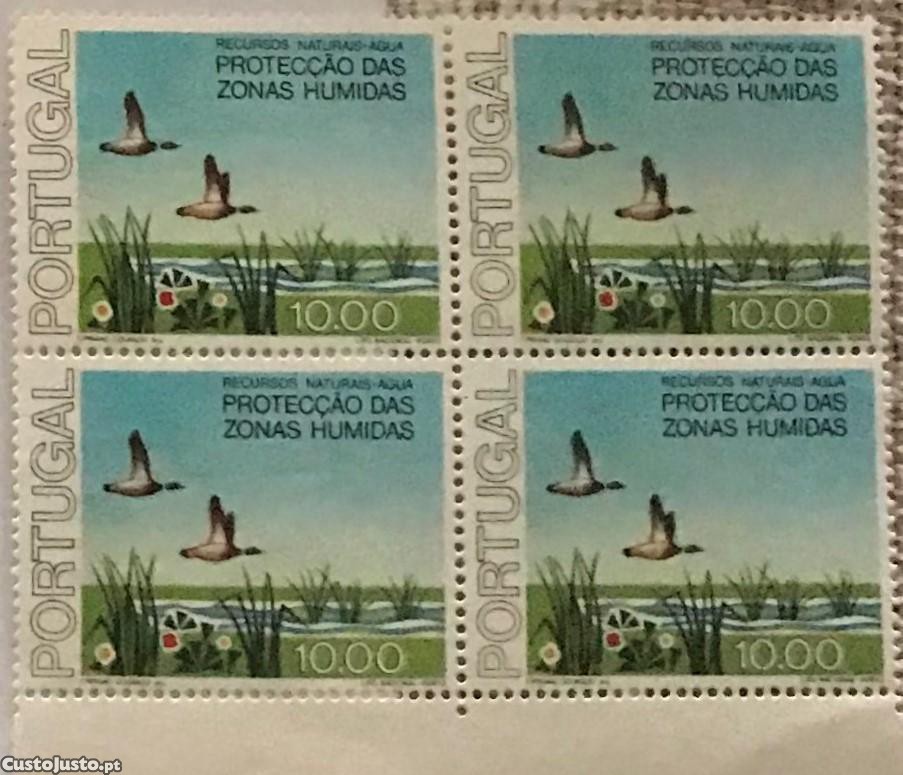 PORTUGAL
RECURSOS NATURAIS-AGUA
PROTECÇÃO DAS
ZONAS HUMIDAS
10.00
PORTUGAL
RECURSOS NATURAIS-AGUA
PROTECÇÃO DAS
ZONAS HUMIDAS
10.00
PORTUGAL
RECURSOS NATURAIS-AGUA
PROTECÇÃO DAS
ZONAS HUMIDAS
10.00
PORTUGAL
RECURSOS NATURAIS-AGUA
PROTECÇÃO DAS
ZONAS HUMIDAS
10.00
CustoJusto.pt